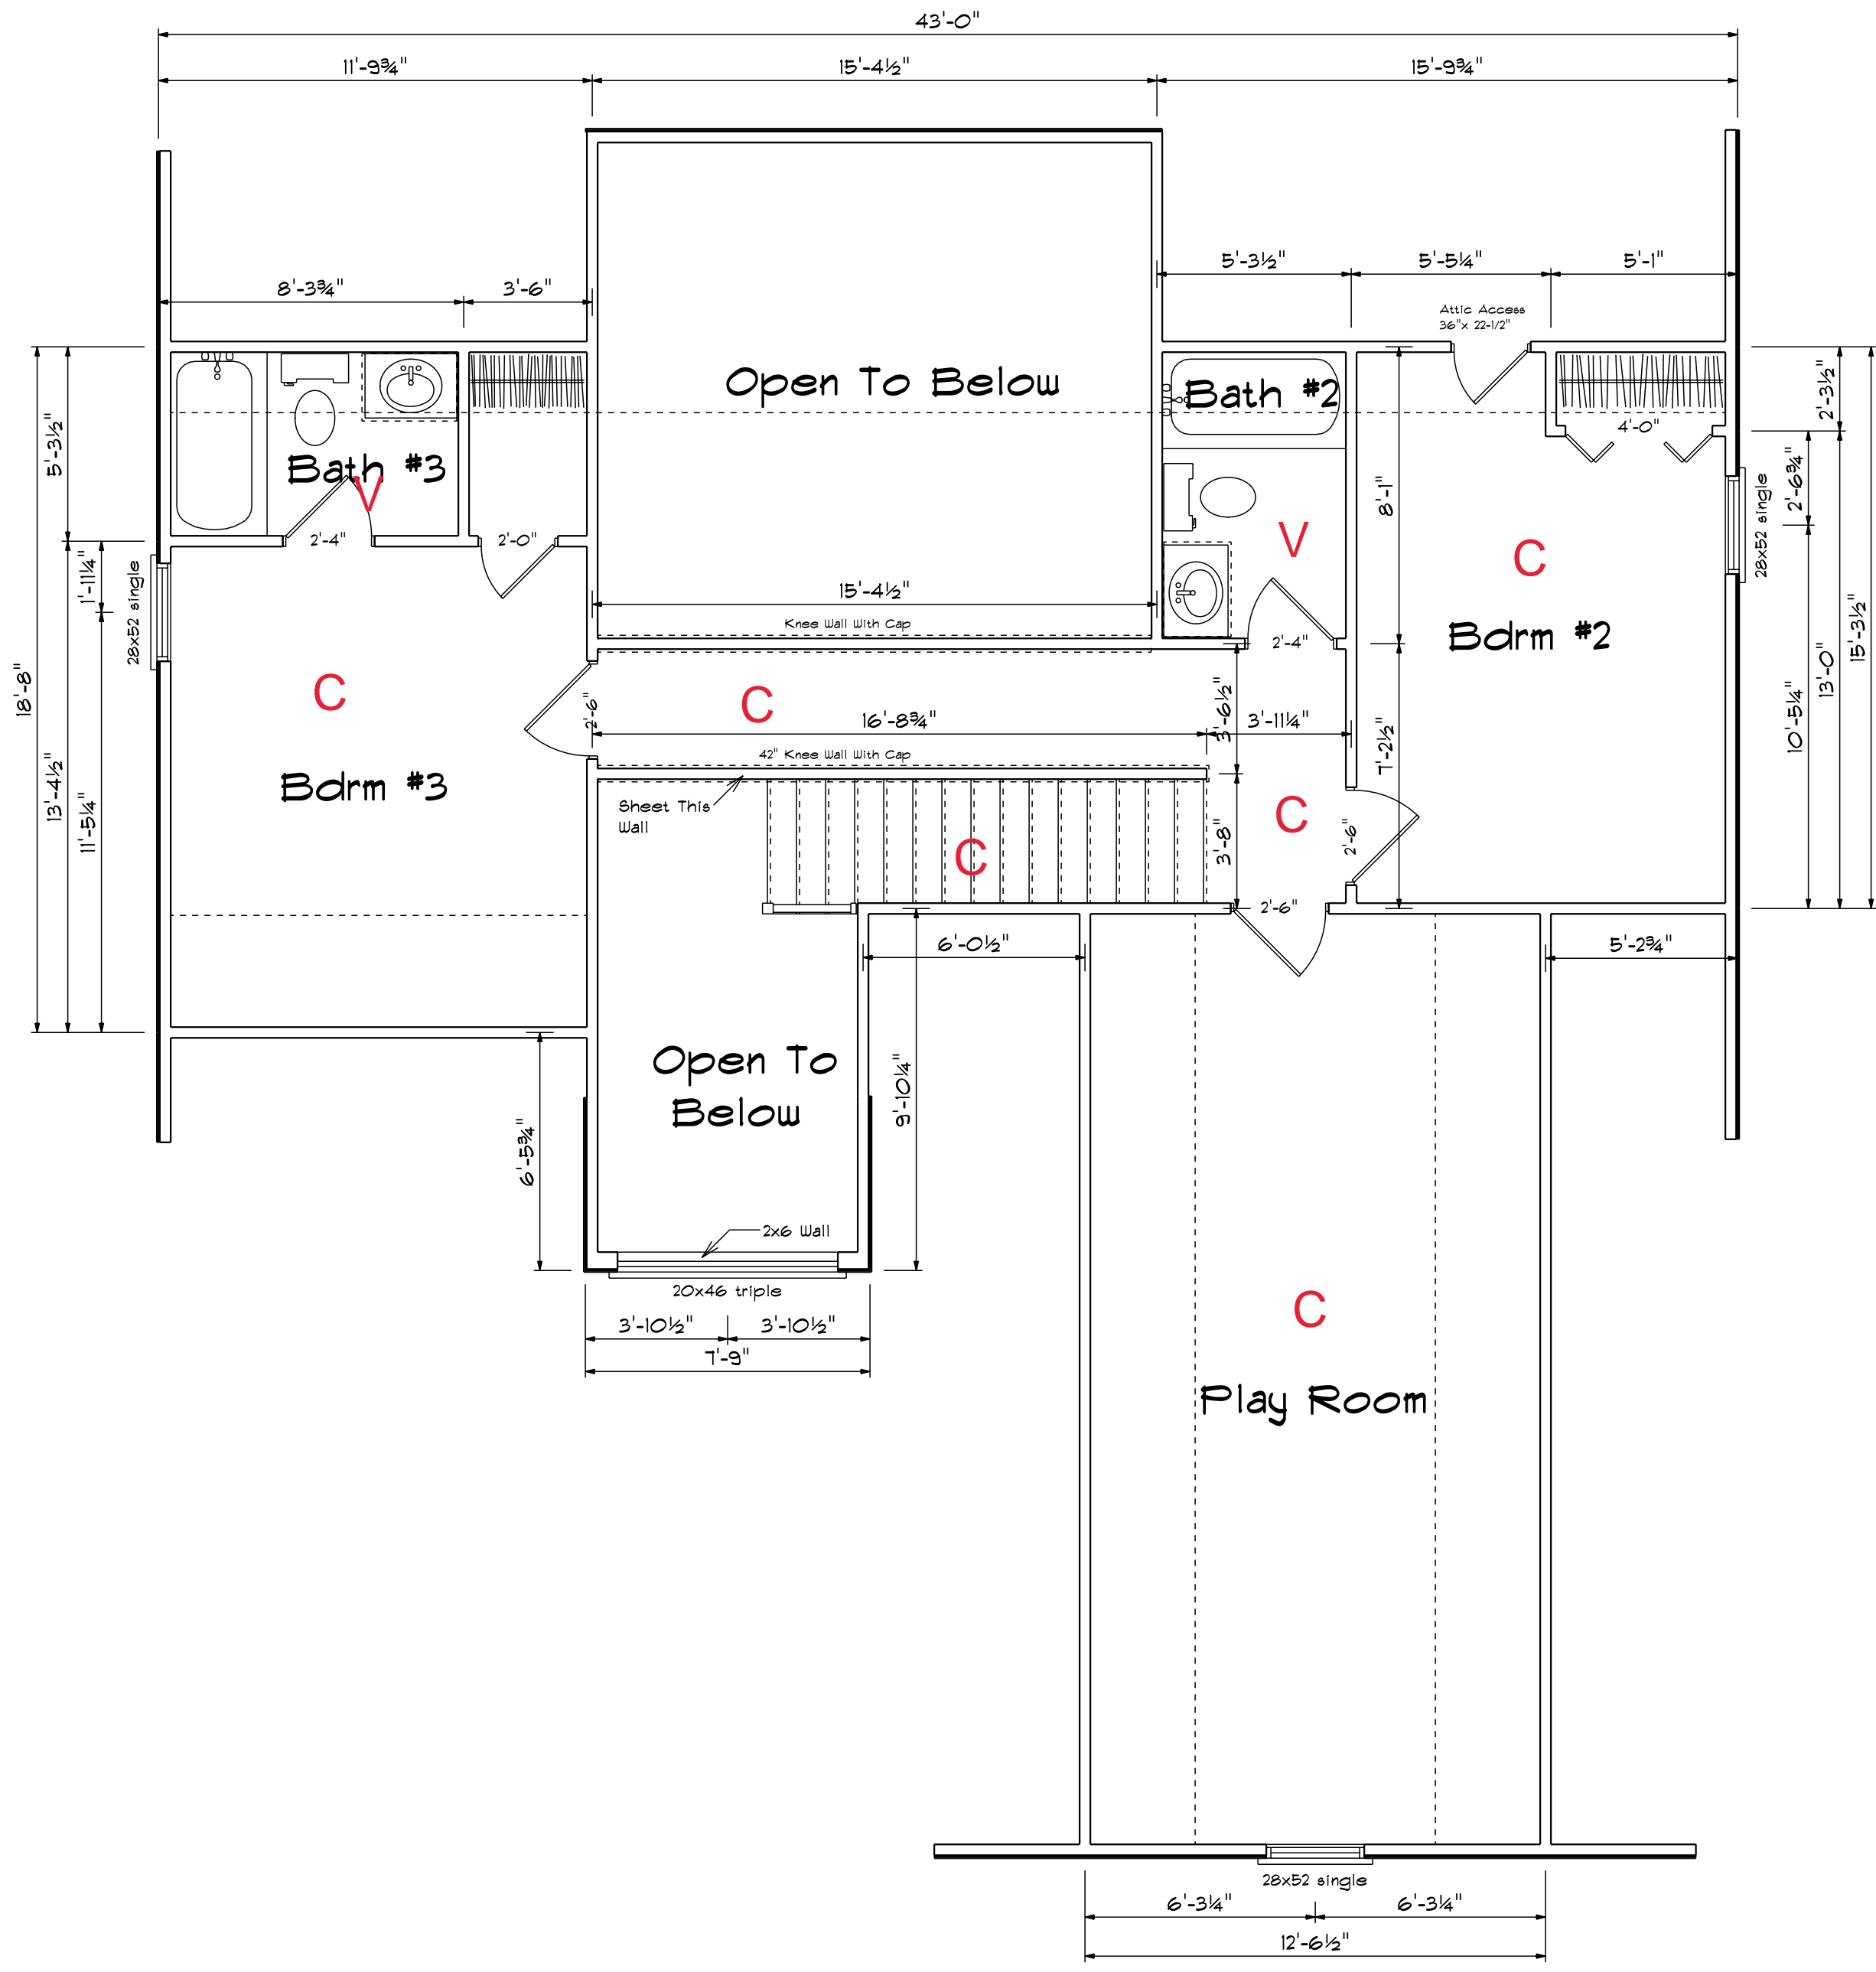 43'-0"
11'-9¾"
15'-4½"
15'-9¾"
5'-3½"
5'-5¼"
5'-1"
8'-3¾"
3'-6"
Attic Access
36"x 22-1/2"
Open To Below
Bath #2
2'-3½"
4'-0"
5'-3½"
Bath #3
V
8'-1"
2'-6¾"
28x52 single
2'-4"
2'-0"
V
C
1'-11¼"
28x52 single
15'-4½"
Knee Wall With Cap
2'-4"
Bdrm #2
15'-3½"
18'-8"
13'-0"
C
C
2'-6"
16'-8¾"
3'-6½"
3'-11¼"
7'-2½"
10'-5¼"
42" Knee Wall With Cap
Bdrm #3
13'-4½"
11'-5¼"
Sheet This
Wall
C
C
3'-8"
2'-6"
2'-6"
6'-0½"
5'-2¾"
Open To
Below
9'-10¼"
6'-5¾"
2x6 Wall
20x46 triple
3'-10½"
3'-10½"
7'-9"
C
Play Room
28x52 single
6'-3¼"
6'-3¼"
12'-6½"